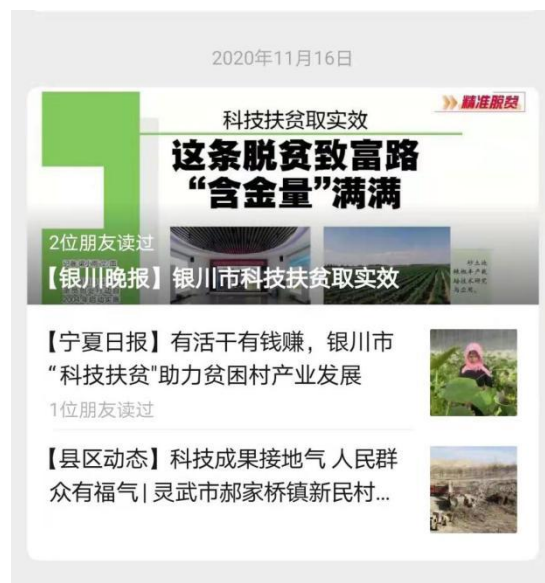 2020年11月16日
精准服贫
科技扶贫取实效
这条脱贫致富路
“含金量”满满
2位朋友读过
【银川晚报】银川市科技扶贫取实效
【宁夏日报】有活干有钱赚，银川市
“科技扶贫"助力贫困村产业发展
1位朋友读过
【县区动态】科技成果接地气 人民群
众有福气|灵武市郝家桥镇新民村...